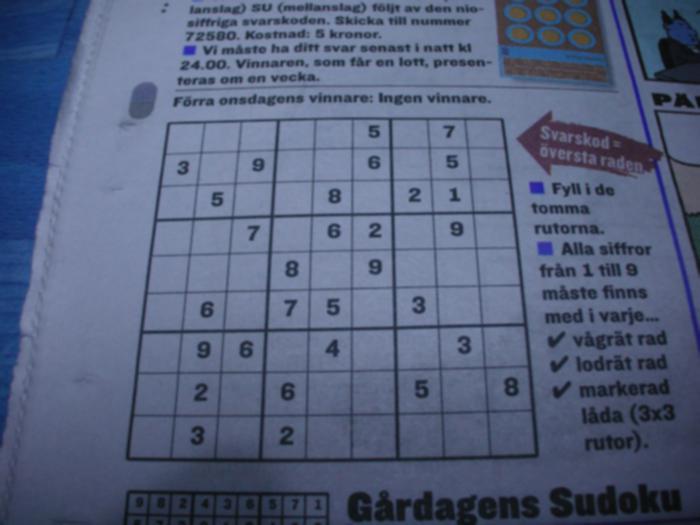 lanslag) SU (mellanslag) följt av den nio-
siffriga svarskoden. Skicka till nummer
72580. Kostnad: 5 kronor.
Vi måste ha ditt svar senast i natt kl
24.00. Vinnaren, som får en lott, presen-
teras om en vecka.
Förra onsdagens vinnare: Ingen vinnare.
5 7
3 9 6 5
5 8 2 1
7 6 2 9
8 9
6 7 5 3
9 6 4 3
2 6 5 8
3 2
Svarskod =
översta raden
Fyll i de
tomma
rutorna.
Alla siffror
från 1 till 9
måste finns
med i varje...
✔ vågrät rad
✔ lodrät rad
✔ markerad
låda (3x3
rutor).
9 8 2 4 3 6 5 7 1
Gårdagens Sudoku